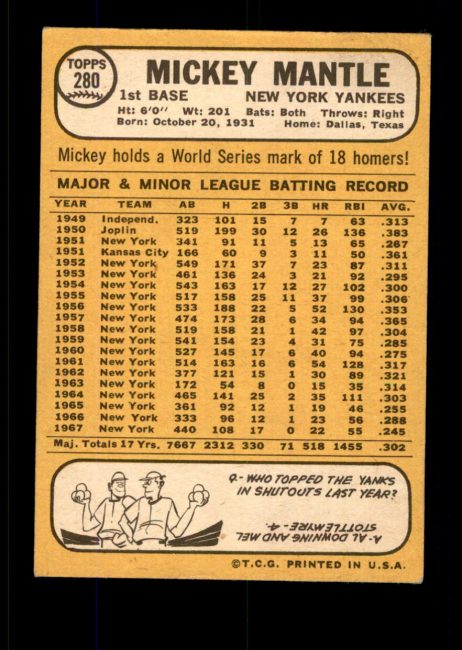 TOPPS
280
MICKEY MANTLE
1st BASE NEW YORK YANKEES
Ht: 6'0" Wt: 201 Bats: Both Throws: Right
Born: October 20, 1931 Home: Dallas, Texas
Mickey holds a World Series mark of 18 homers!
MAJOR & MINOR LEAGUE BATTING RECORD
YEAR TEAM AB H 2B 3B HR RBI AVG.
1949 Independ. 323 101 15 7 7 63 .313
1950 Joplin 519 199 30 12 26 136 .383
1951 New York 341 91 11 5 13 65 .267
1951 Kansas City 166 60 9 3 11 50 .361
1952 New York 549 171 37 7 23 87 .311
1953 New York 461 136 24 3 21 92 .295
1954 New York 543 163 17 12 27 102 .300
1955 New York 517 158 25 11 37 99 .306
1956 New York 533 188 22 5 52 130 .353
1957 New York 474 173 28 6 34 94 .365
1958 New York 519 158 21 1 42 97 .304
1959 New York 541 154 23 4 31 75 .285
1960 New York 527 145 17 6 40 94 .275
1961 New York 514 163 16 6 54 128 .317
1962 New York 377 121 15 1 30 89 .321
1963 New York 172 54 8 0 15 35 .314
1964 New York 465 141 25 2 35 111 .303
1965 New York 361 92 12 1 19 46 .255
1966 New York 333 96 12 1 23 56 .288
1967 New York 440 108 17 0 22 55 .245
Maj. Totals 17 Yrs. 7667 2312 330 71 518 1455 .302
Q- WHO TOPPED THE YANKS
IN SHUTOUTS LAST YEAR?
A- AL DOWNING AND MEL
STOTTLEMYRE - 4.
©T.C.G. PRINTED IN U.S.A.